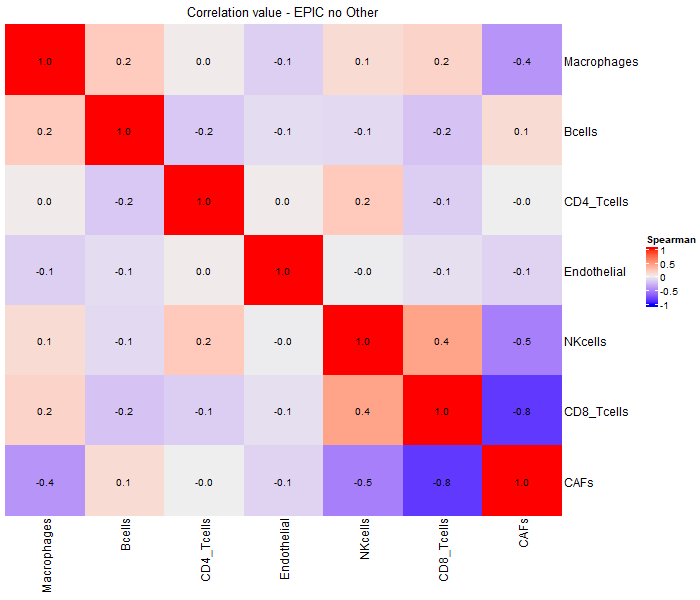 Correlation value - EPIC no Other
1.0 0.2 0.0 -0.1 0.1 0.2 -0.4 Macrophages
0.2 1.0 -0.2 -0.1 -0.1 -0.2 0.1 Bcells
0.0 -0.2 1.0 0.0 0.2 -0.1 -0.0 CD4_Tcells
-0.1 -0.1 0.0 1.0 -0.0 -0.1 -0.1 Endothelial
0.1 -0.1 0.2 -0.0 1.0 0.4 -0.5 NKcells
0.2 -0.2 -0.1 -0.1 0.4 1.0 -0.8 CD8_Tcells
-0.4 0.1 -0.0 -0.1 -0.5 -0.8 1.0 CAFs
Macrophages Bcells CD4_Tcells Endothelial NKcells CD8_Tcells CAFs
Spearman
1
0.5
0
-0.5
-1